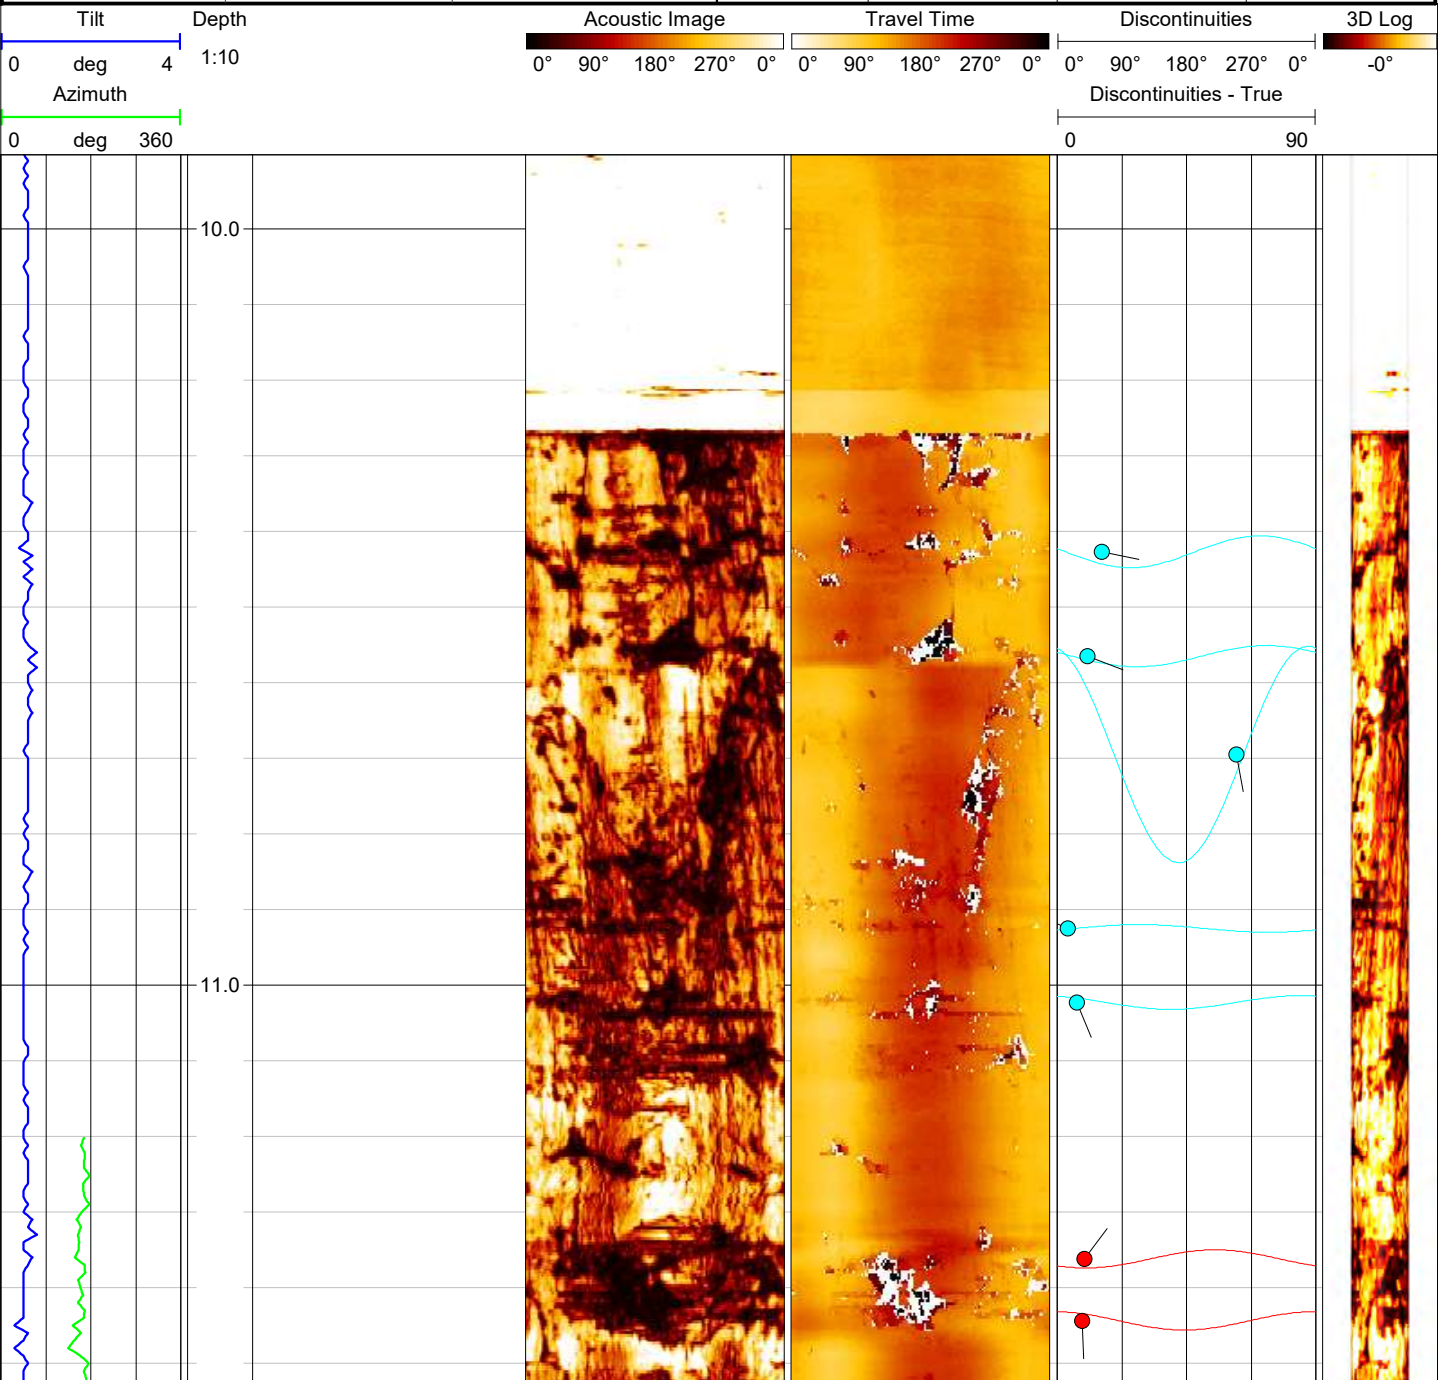 Tilt
0 deg 4
Azimuth
0 deg 360
Depth
1:10
Acoustic Image
0° 90° 180° 270° 0°
Travel Time
0° 90° 180° 270° 0°
Discontinuities
0° 90° 180° 270° 0°
Discontinuities - True
0 90
3D Log
-0°
10.0
11.0